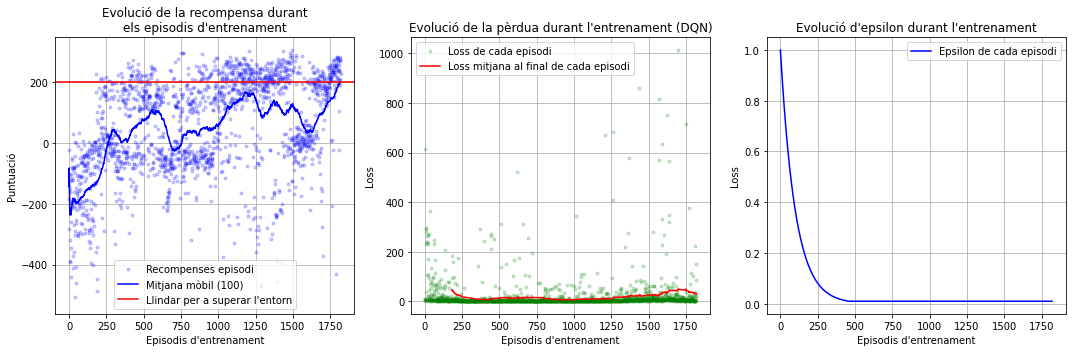 Evolució de la recompensa durant
els episodis d'entrenament
Puntuació
200
0
−200
−400
Recompenses episodi
Mitjana mòbil (100)
Llindar per a superar l'entorn
0 250 500 750 1000 1250 1500 1750
Episodis d'entrenament
Evolució de la pèrdua durant l'entrenament (DQN)
Loss
1000
800
600
400
200
0
Loss de cada episodi
Loss mitjana al final de cada episodi
0 250 500 750 1000 1250 1500 1750
Episodis d'entrenament
Evolució d'epsilon durant l'entrenament
Loss
1.0
0.8
0.6
0.4
0.2
0.0
Epsilon de cada episodi
0 250 500 750 1000 1250 1500 1750
Episodis d'entrenament